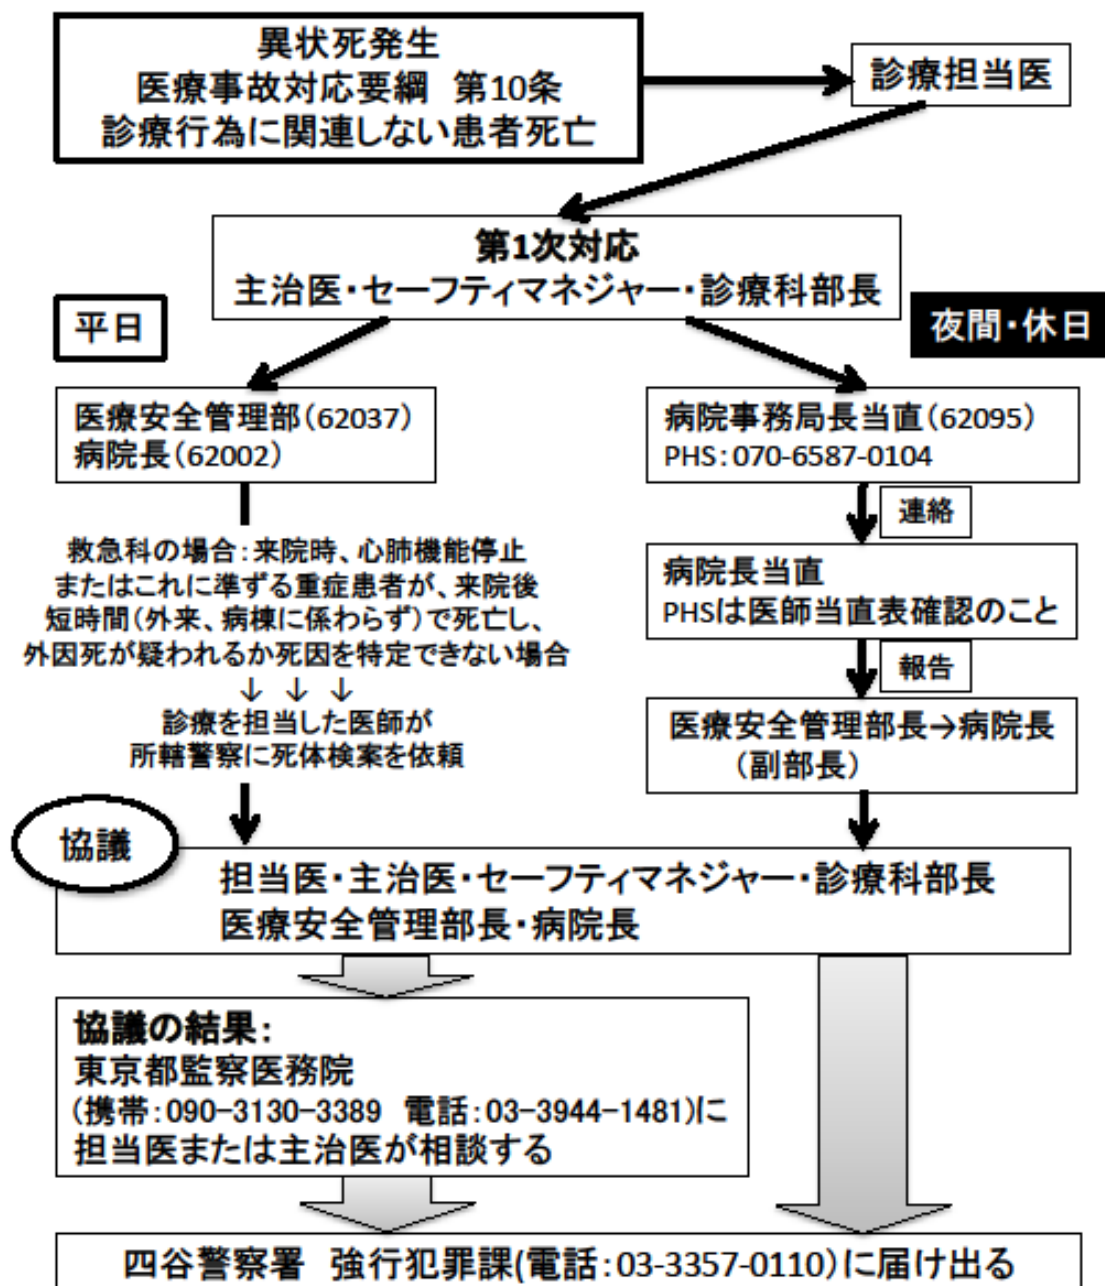 異状死発生
医療事故対応要綱 第10条
診療行為に関連しない患者死亡
診療担当医
第1次対応
主治医・セーフティマネジャー・診療科部長
平日
夜間・休日
医療安全管理部(62037)
病院長(62002)
病院事務局長当直(62095)
PHS:070-6587-0104
連絡
救急科の場合:来院時、心肺機能停止
またはこれに準ずる重症患者が、来院後
短時間(外来、病棟に係わらず)で死亡し、
外因死が疑われるか死因を特定できない場合
↓ ↓ ↓
診療を担当した医師が
所轄警察に死体検案を依頼
病院長当直
PHSは医師当直表確認のこと
報告
医療安全管理部長→病院長
(副部長)
協議
担当医・主治医・セーフティマネジャー・診療科部長
医療安全管理部長・病院長
協議の結果:
東京都監察医務院
(携帯:090-3130-3389 電話:03-3944-1481)に
担当医または主治医が相談する
四谷警察署 強行犯罪課(電話:03-3357-0110)に届け出る